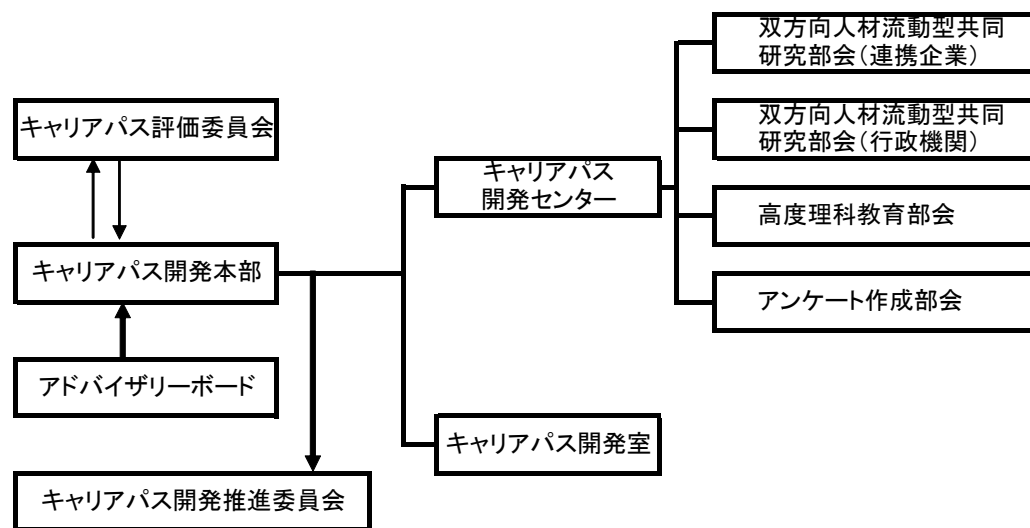 双方向人材流動型共同
研究部会(連携企業)
キャリアパス評価委員会
双方向人材流動型共同
研究部会(行政機関)
キャリアパス
開発センター
高度理科教育部会
キャリアパス開発本部
アンケート作成部会
アドバイザリーボード
キャリアパス開発室
キャリアパス開発推進委員会